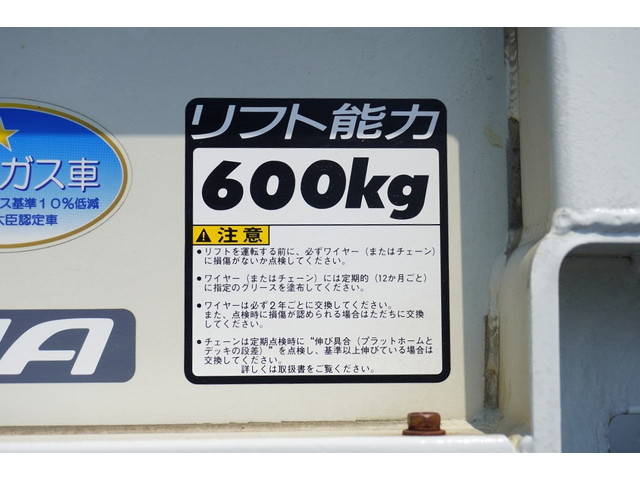 リフト能力
600kg
注意
●リフトを運転する前に、必ずワイヤー（またはチェーン）
に損傷がないか点検してください。
●ワイヤー（またはチェーン）には定期的（12か月ごと）
に指定のグリースを塗布してください。
●ワイヤーは必ず2年ごとに交換してください。
また、点検時に損傷が認められる場合はただちに交換
してください。
●チェーンは定期点検時に“伸び具合（プラットホームと
デッキの段差）”を点検し、基準以上伸びている場合は
交換してください。
詳しくは取扱書をご覧ください。
ガス車
ス基準10%低減
大臣認定車
A